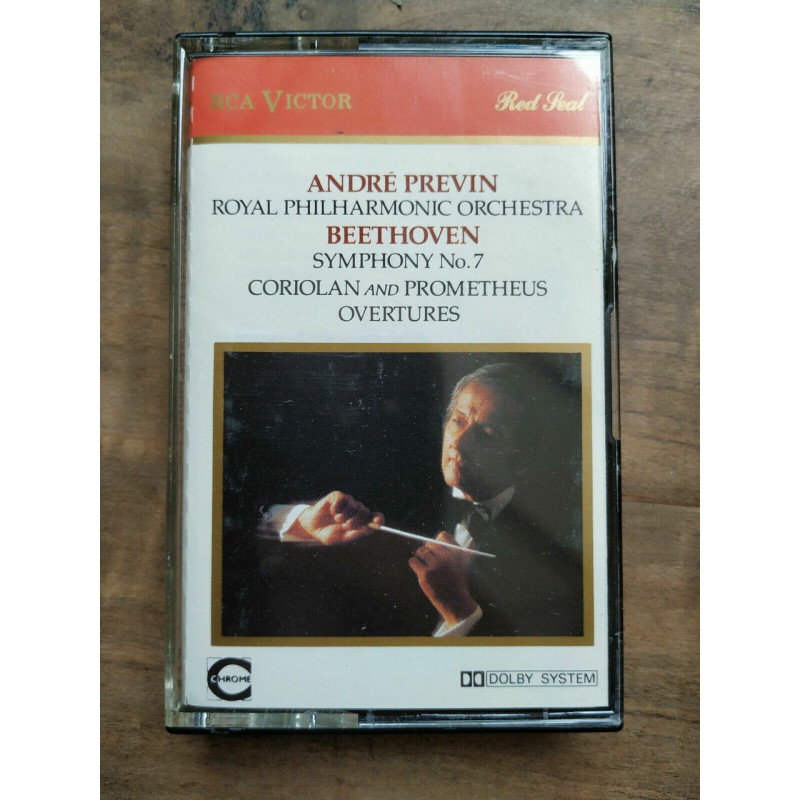 RCA VICTOR Red Seal
ANDRÉ PREVIN
ROYAL PHILHARMONIC ORCHESTRA
BEETHOVEN
SYMPHONY No.7
CORIOLAN AND PROMETHEUS
OVERTURES
CHROME DOLBY SYSTEM